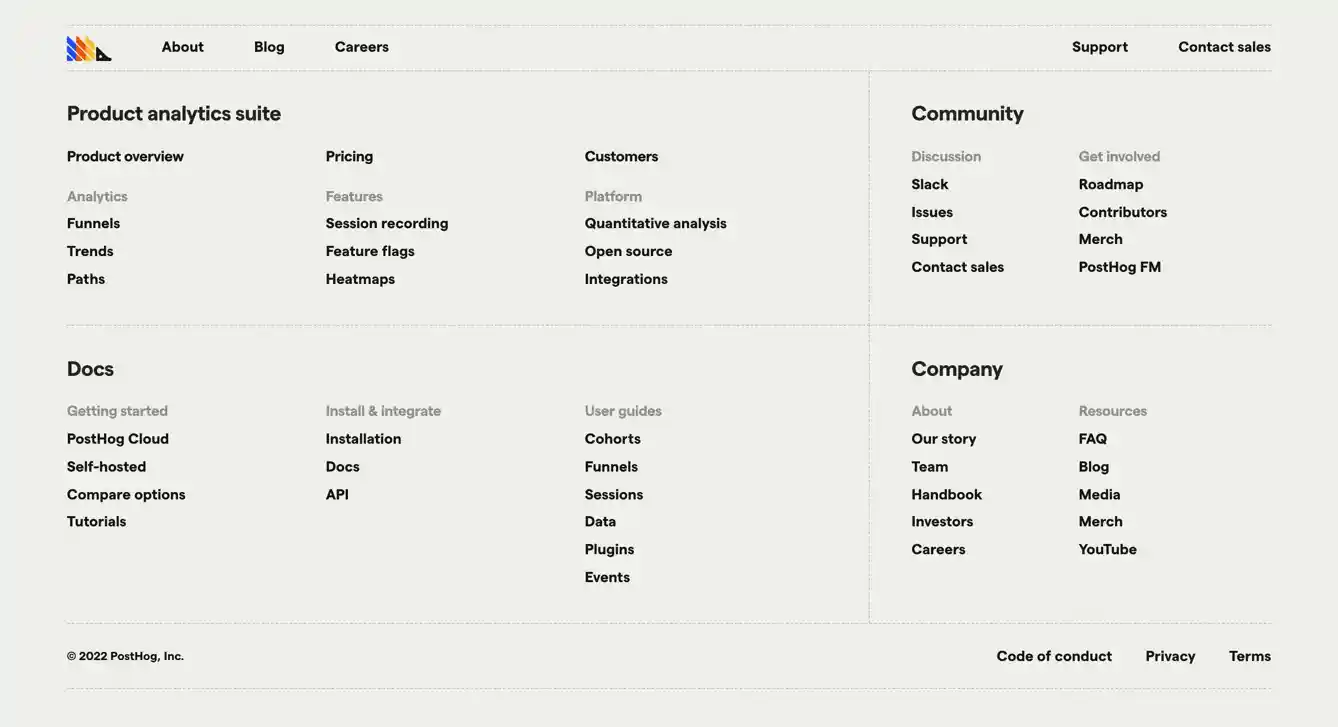 About Blog Careers Support Contact sales
Product analytics suite
Product overview Pricing Customers
Analytics Features Platform
Funnels Session recording Quantitative analysis
Trends Feature flags Open source
Paths Heatmaps Integrations
Community
Discussion Get involved
Slack Roadmap
Issues Contributors
Support Merch
Contact sales PostHog FM
Docs
Getting started Install & integrate User guides
PostHog Cloud Installation Cohorts
Self-hosted Docs Funnels
Compare options API Sessions
Tutorials Data
Plugins
Events
Company
About Resources
Our story FAQ
Team Blog
Handbook Media
Investors Merch
Careers YouTube
© 2022 PostHog, Inc. Code of conduct Privacy Terms